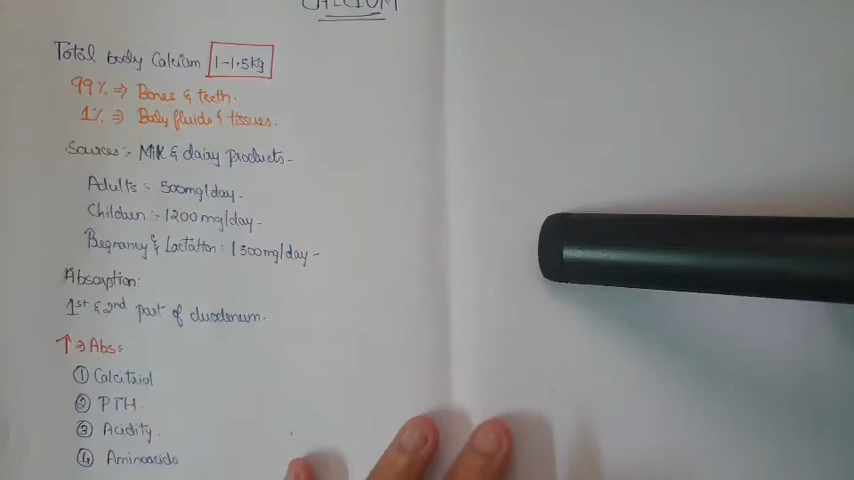 CALCIUM
Total body Calcium 1-1.5kg
99% ⇒ Bones & teeth.
1% ⇒ Body fluids & tissues.
Sources :- Milk & dairy products -
Adults :- 500mg/day -
Children :- 1200mg/day -
Pregnancy & Lactation : 1300mg/day -
Absorption:
1st & 2nd part of duodenum.
↑ ⇒ Abs:
① Calcitriol
② PTH.
③ Acidity.
④ Aminoacids